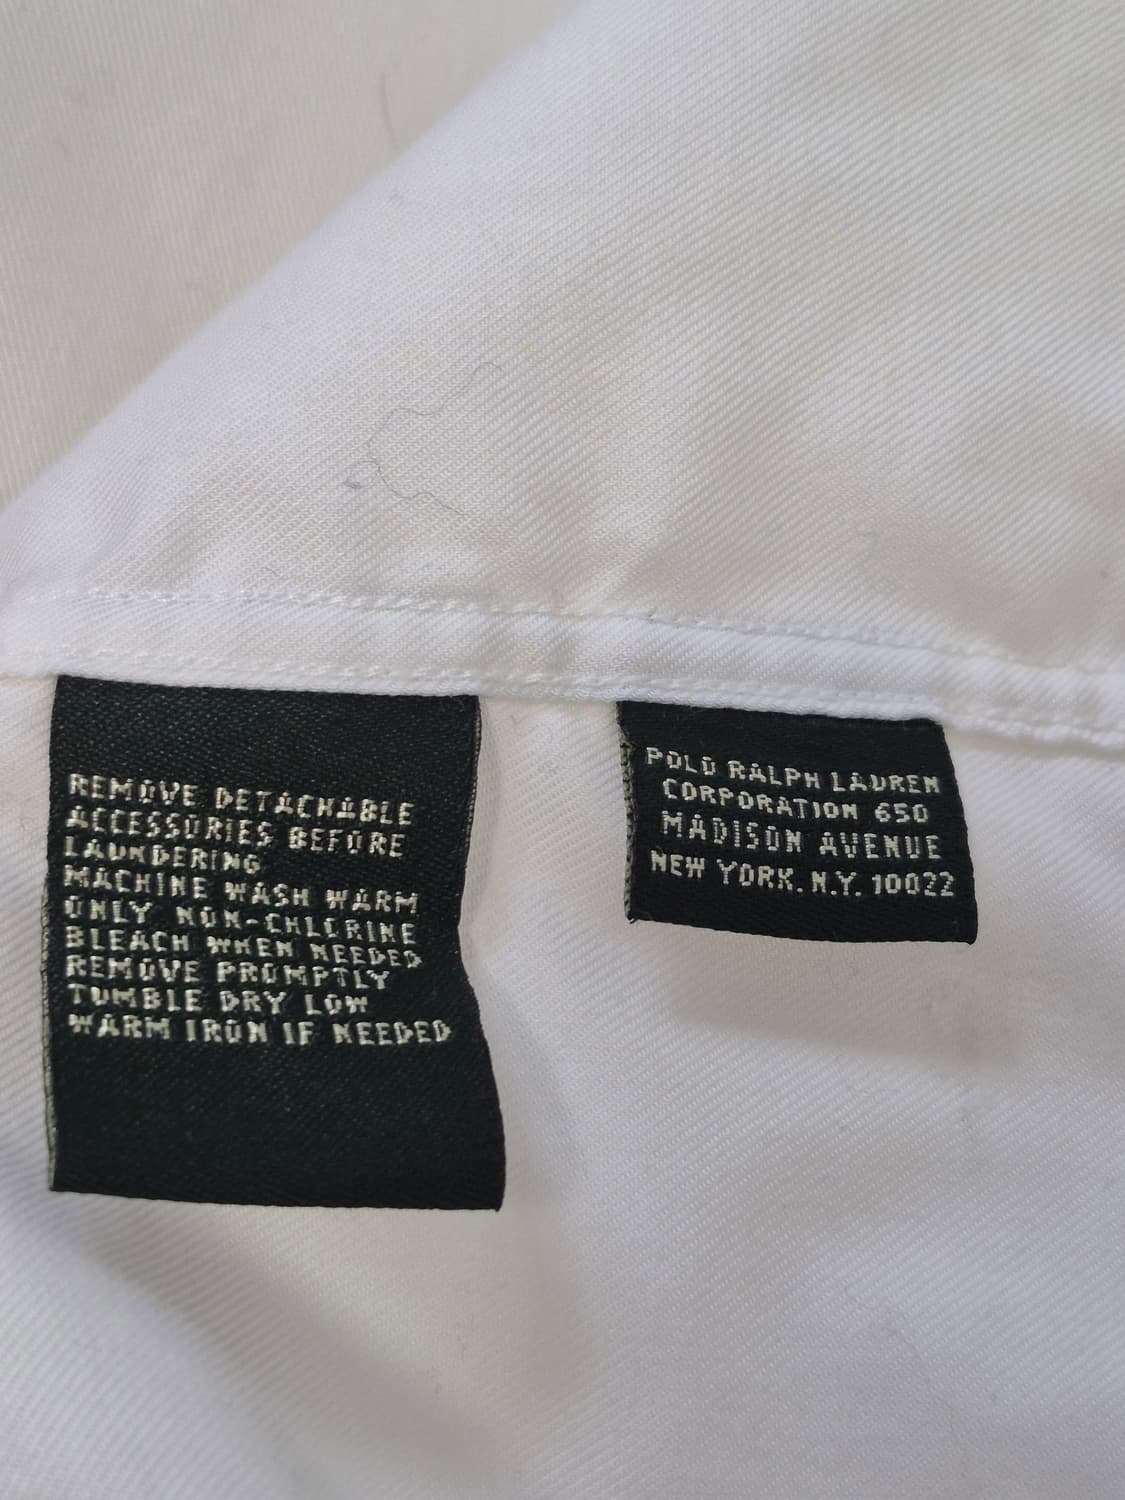 REMOVE DETACHABLE
ACCESSORIES BEFORE
LAUNDERING
MACHINE WASH WARM
ONLY NON-CHLORINE
BLEACH WHEN NEEDED
REMOVE PROMPTLY
TUMBLE DRY LOW
WARM IRON IF NEEDED
POLO RALPH LAUREN
CORPORATION 650
MADISON AVENUE
NEW YORK. N.Y. 10022